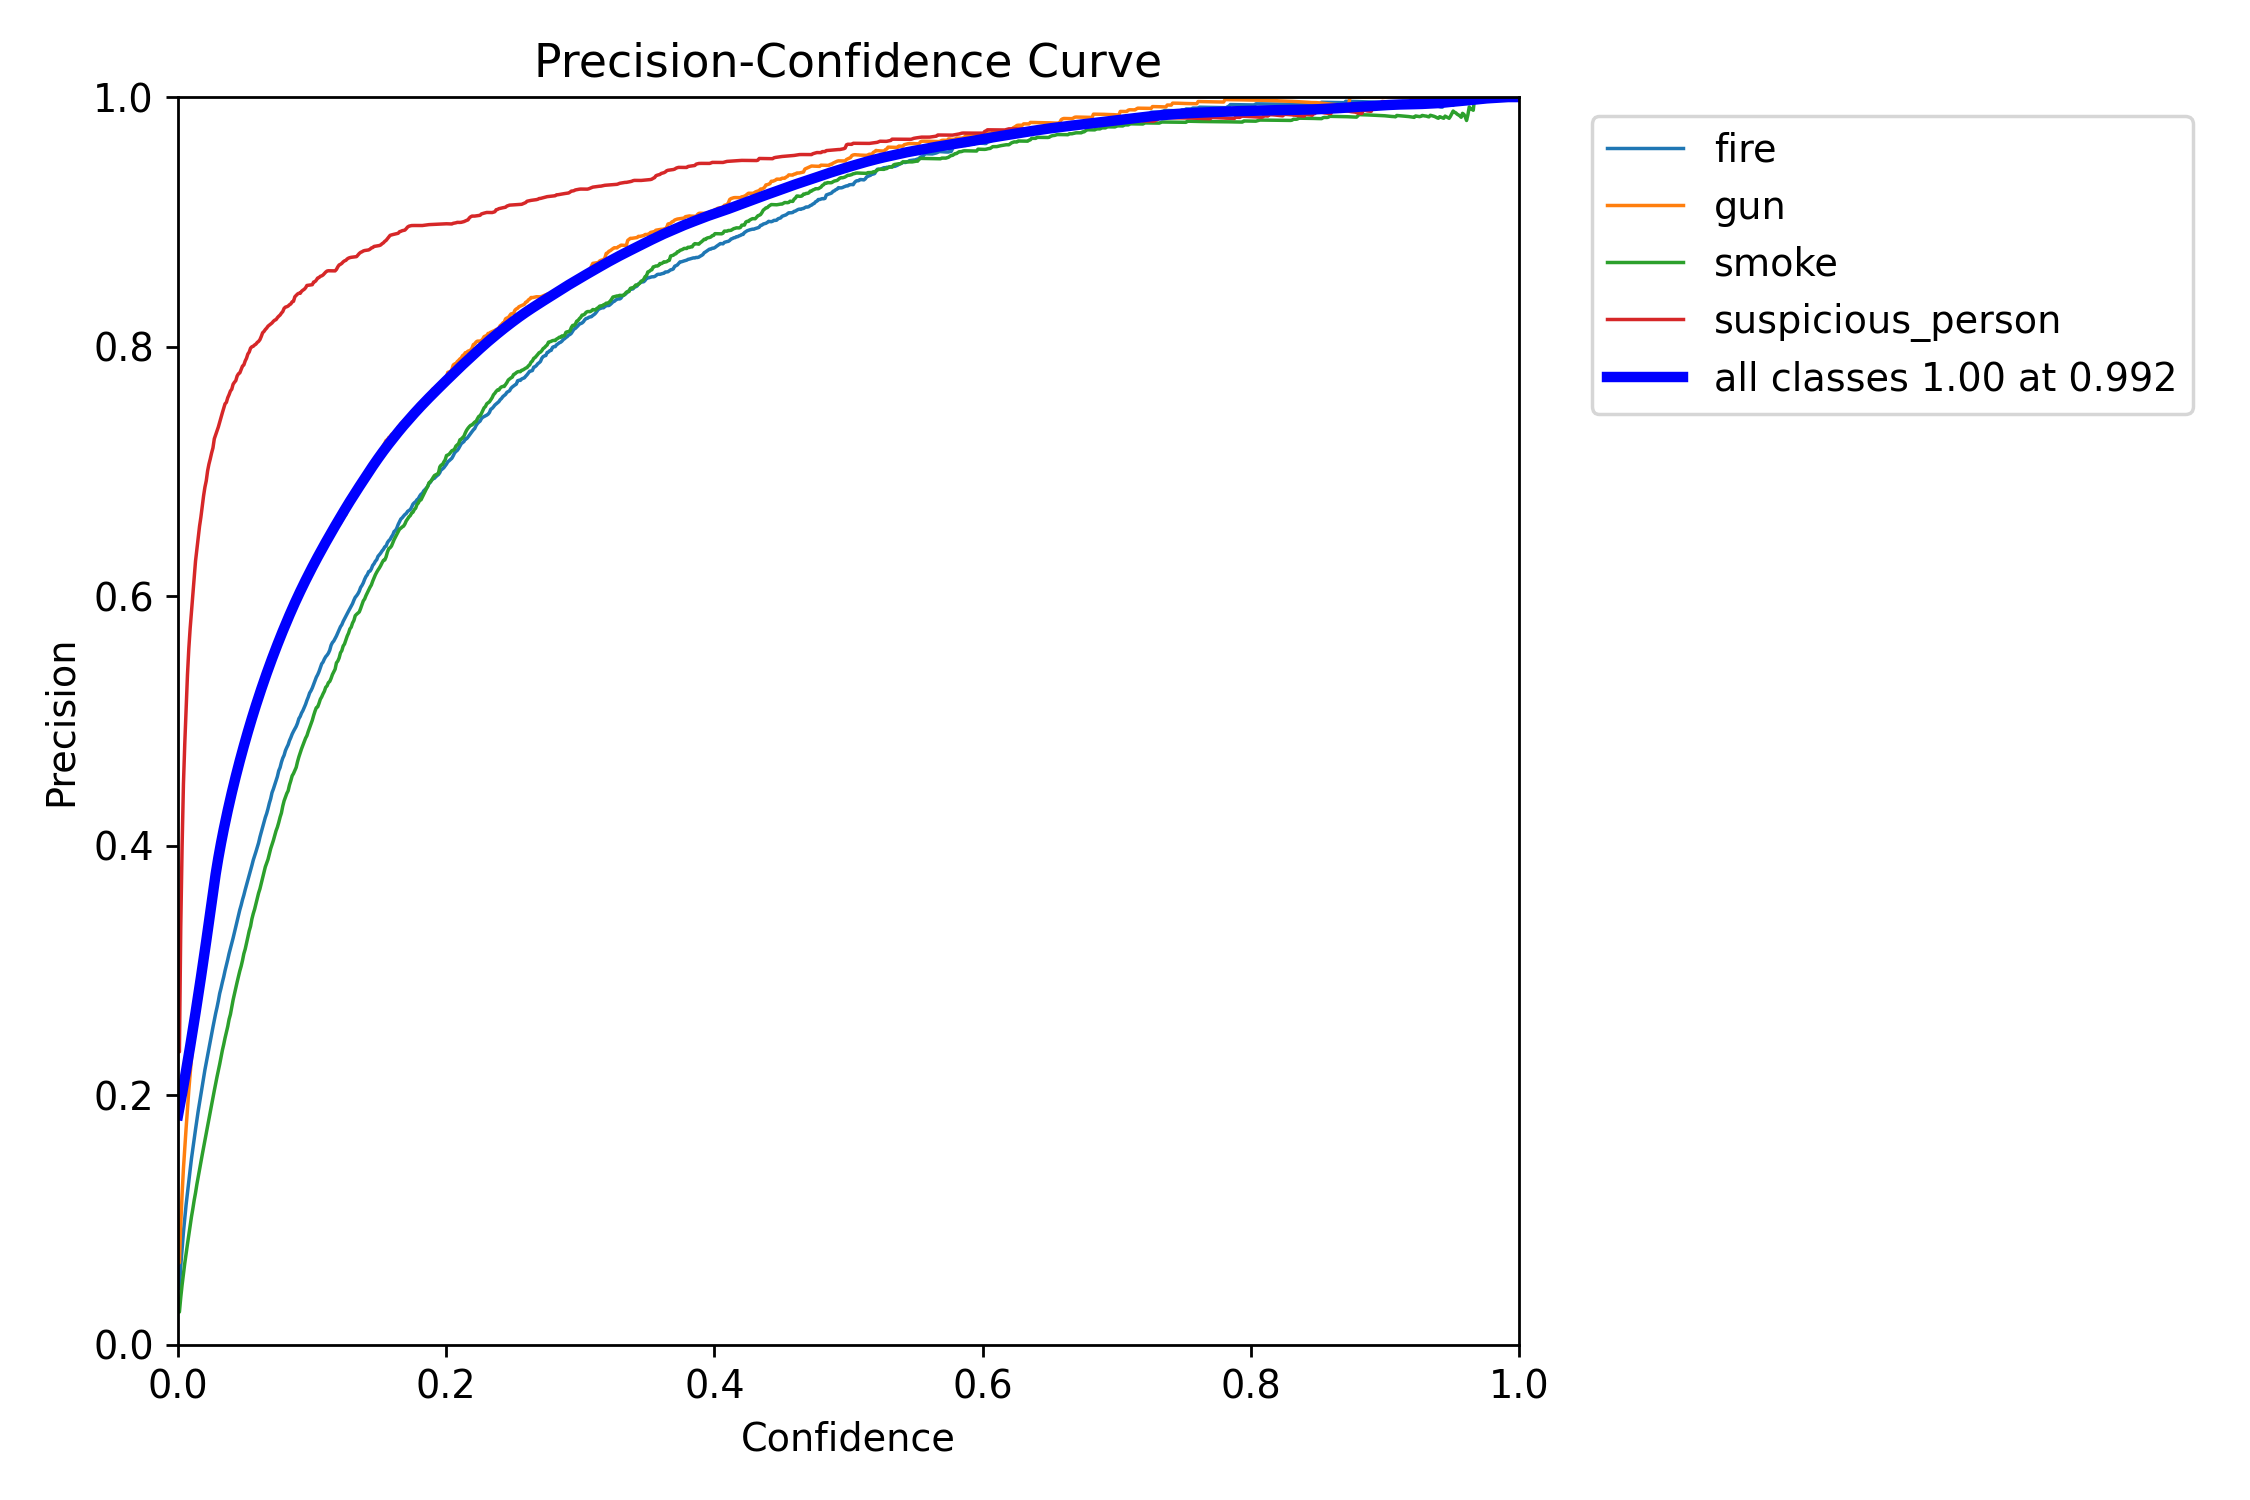 Precision-Confidence Curve
1.0
0.8
0.6
0.4
0.2
0.0
Precision
0.0 0.2 0.4 0.6 0.8 1.0
Confidence
fire
gun
smoke
suspicious_person
all classes 1.00 at 0.992